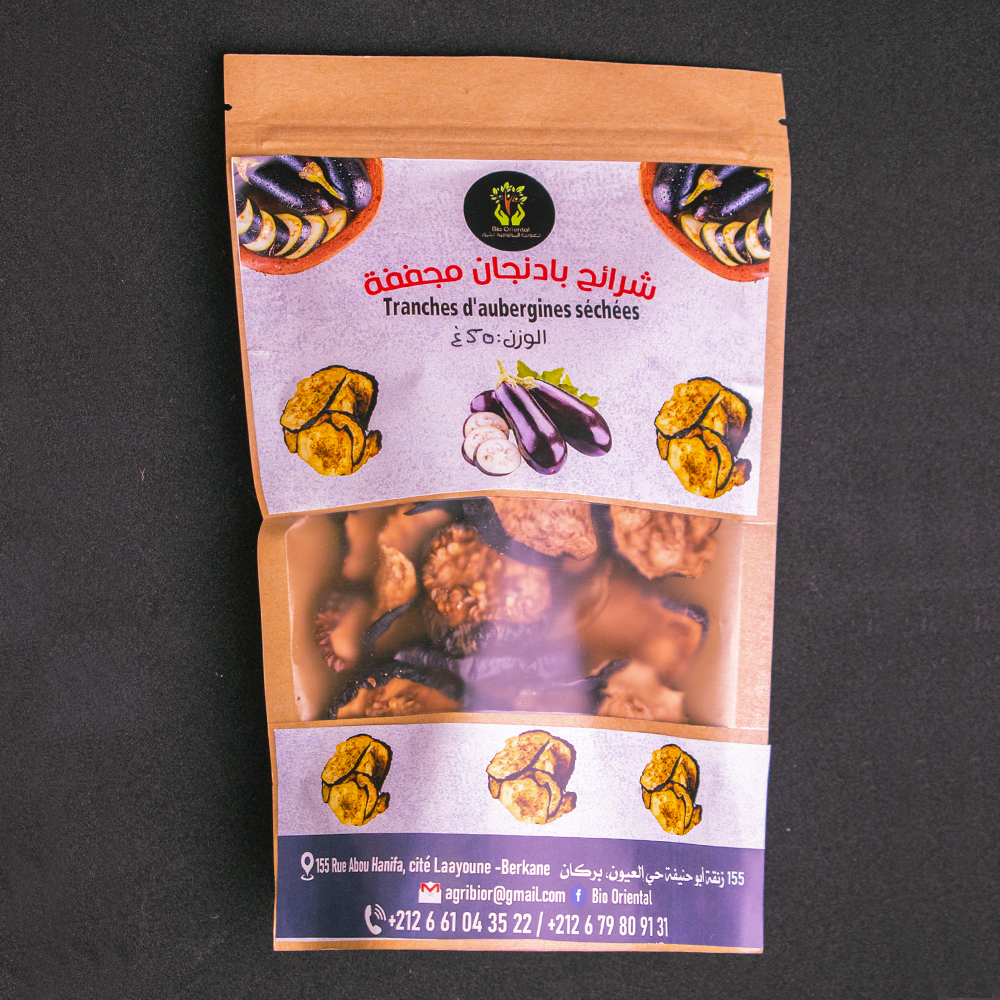 Bio Oriental
شرائح بادنجان مجففة
Tranches d'aubergines séchées
الوزن: ٥٥ غ
155 Rue Abou Hanifa, cité Laayoune -Berkane 155 زنقة أبو حنيفة حي العيون، بركان
agribior@gmail.com Bio Oriental
+212 6 61 04 35 22 / +212 6 79 80 91 31